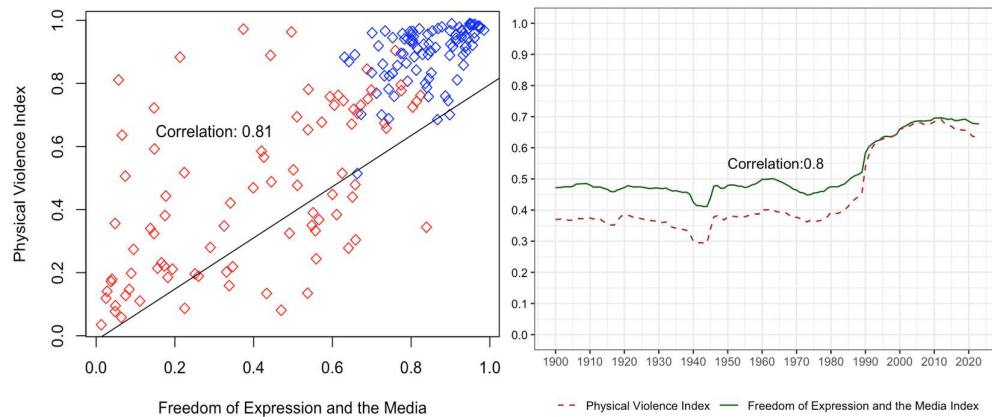 Physical Violence Index
1.0
0.8
0.6
0.4
0.2
0.0
Correlation: 0.81
0.0 0.2 0.4 0.6 0.8 1.0
Freedom of Expression and the Media
1.0
0.9
0.8
0.7
0.6
0.5
0.4
0.3
0.2
0.1
0.0
Correlation:0.8
1900 1910 1920 1930 1940 1950 1960 1970 1980 1990 2000 2010 2020
Physical Violence Index Freedom of Expression and the Media Index